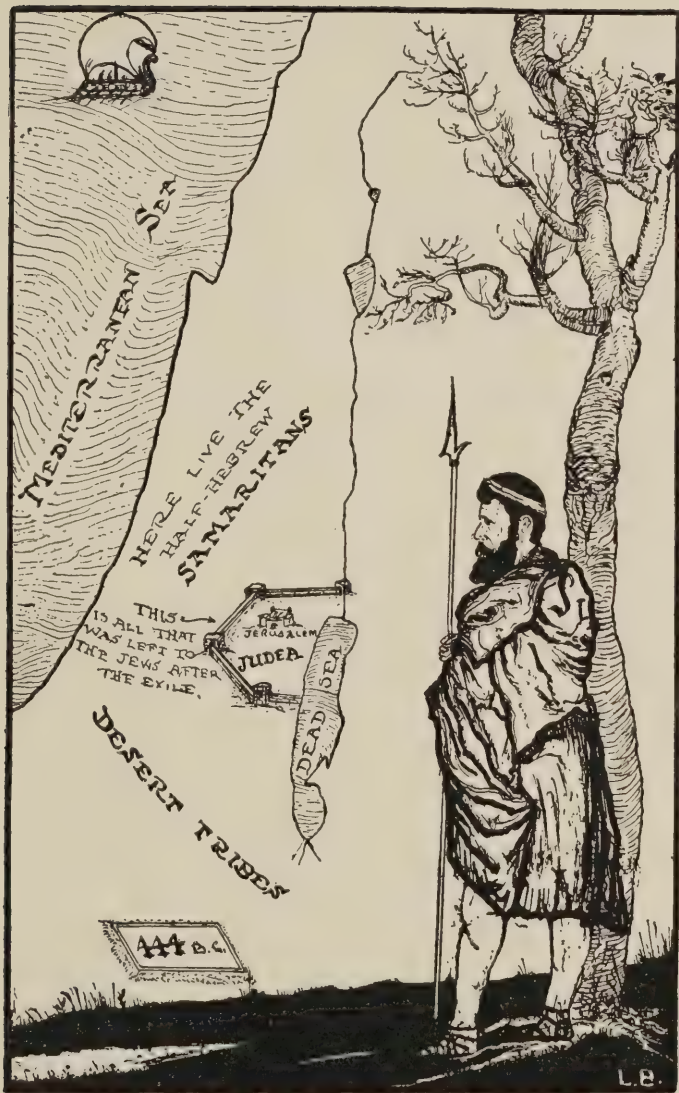 MEDITERRANEAN SEA
HERE LIVE THE
HALF-HEBREW
SAMARITANS
THIS
IS ALL THAT
WAS LEFT TO
THE JEWS AFTER
THE EXILE.
JERUSALEM
JUDEA
DEAD SEA
DESERT TRIBES
444 B.C.
L.B.